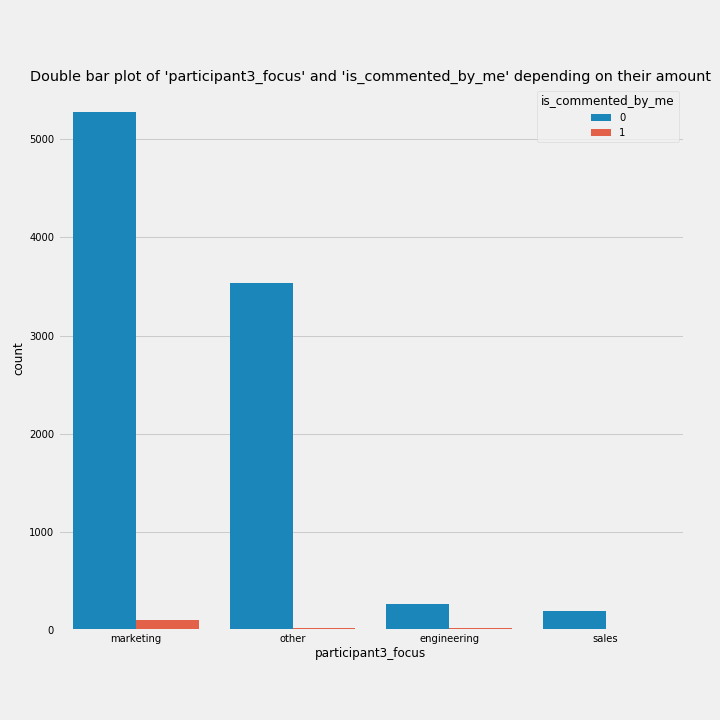 Double bar plot of 'participant3_focus' and 'is_commented_by_me' depending on their amount
is_commented_by_me
0
1
5000
4000
3000
2000
1000
0
count
marketing other engineering sales
participant3_focus